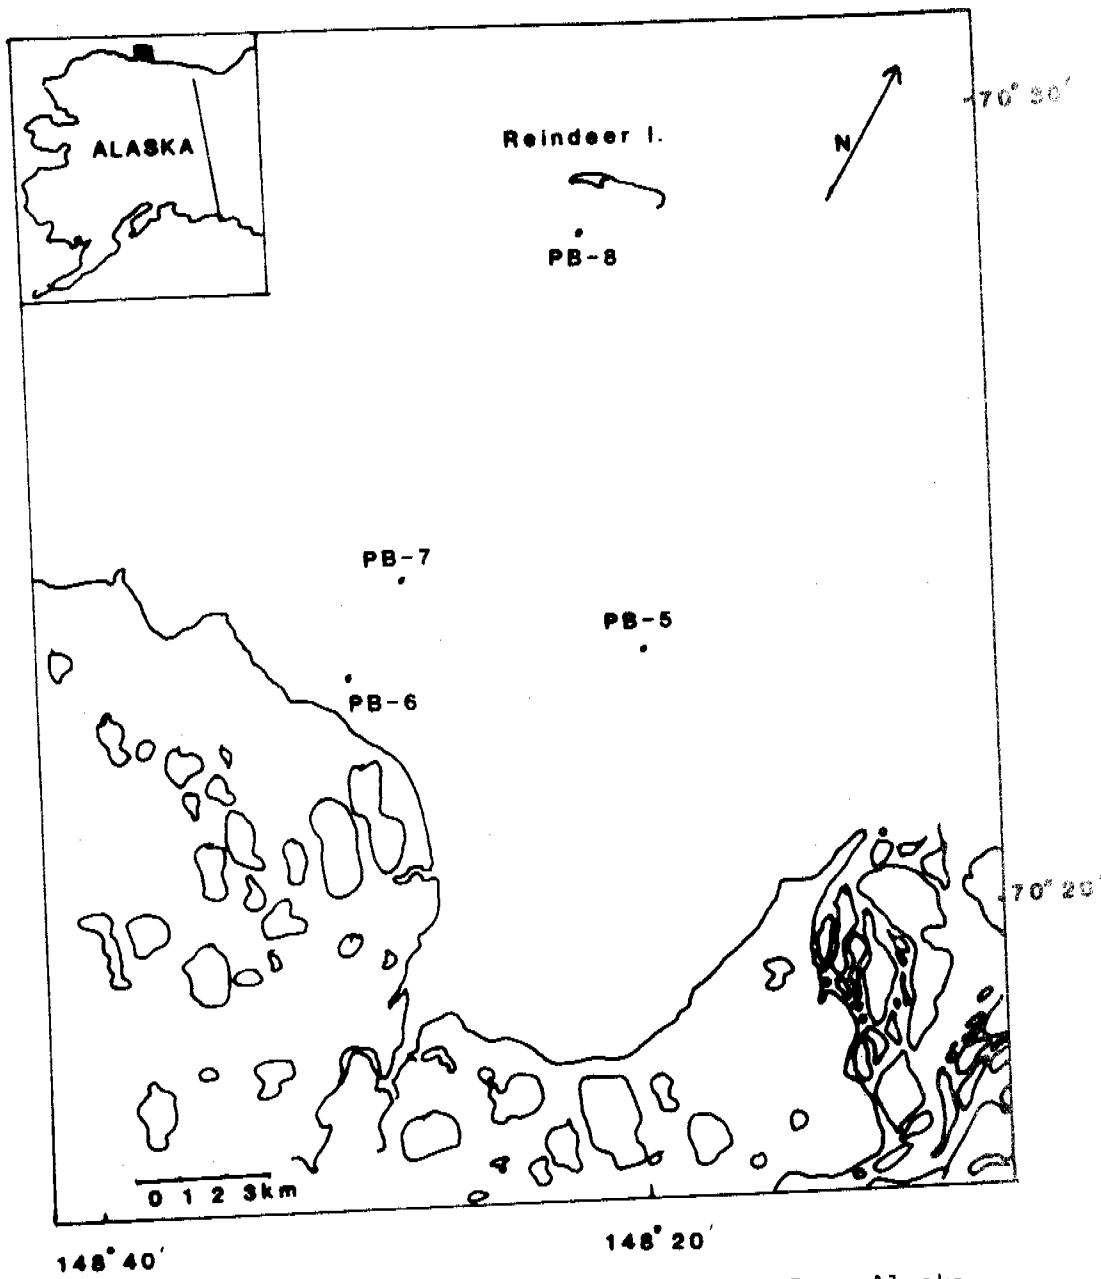 70° 30'
Reindeer I.
N
ALASKA
PB-8
PB-7
PB-5
PB-6
70° 20'
0 1 2 3km
148° 20'
148° 40'
Alaska